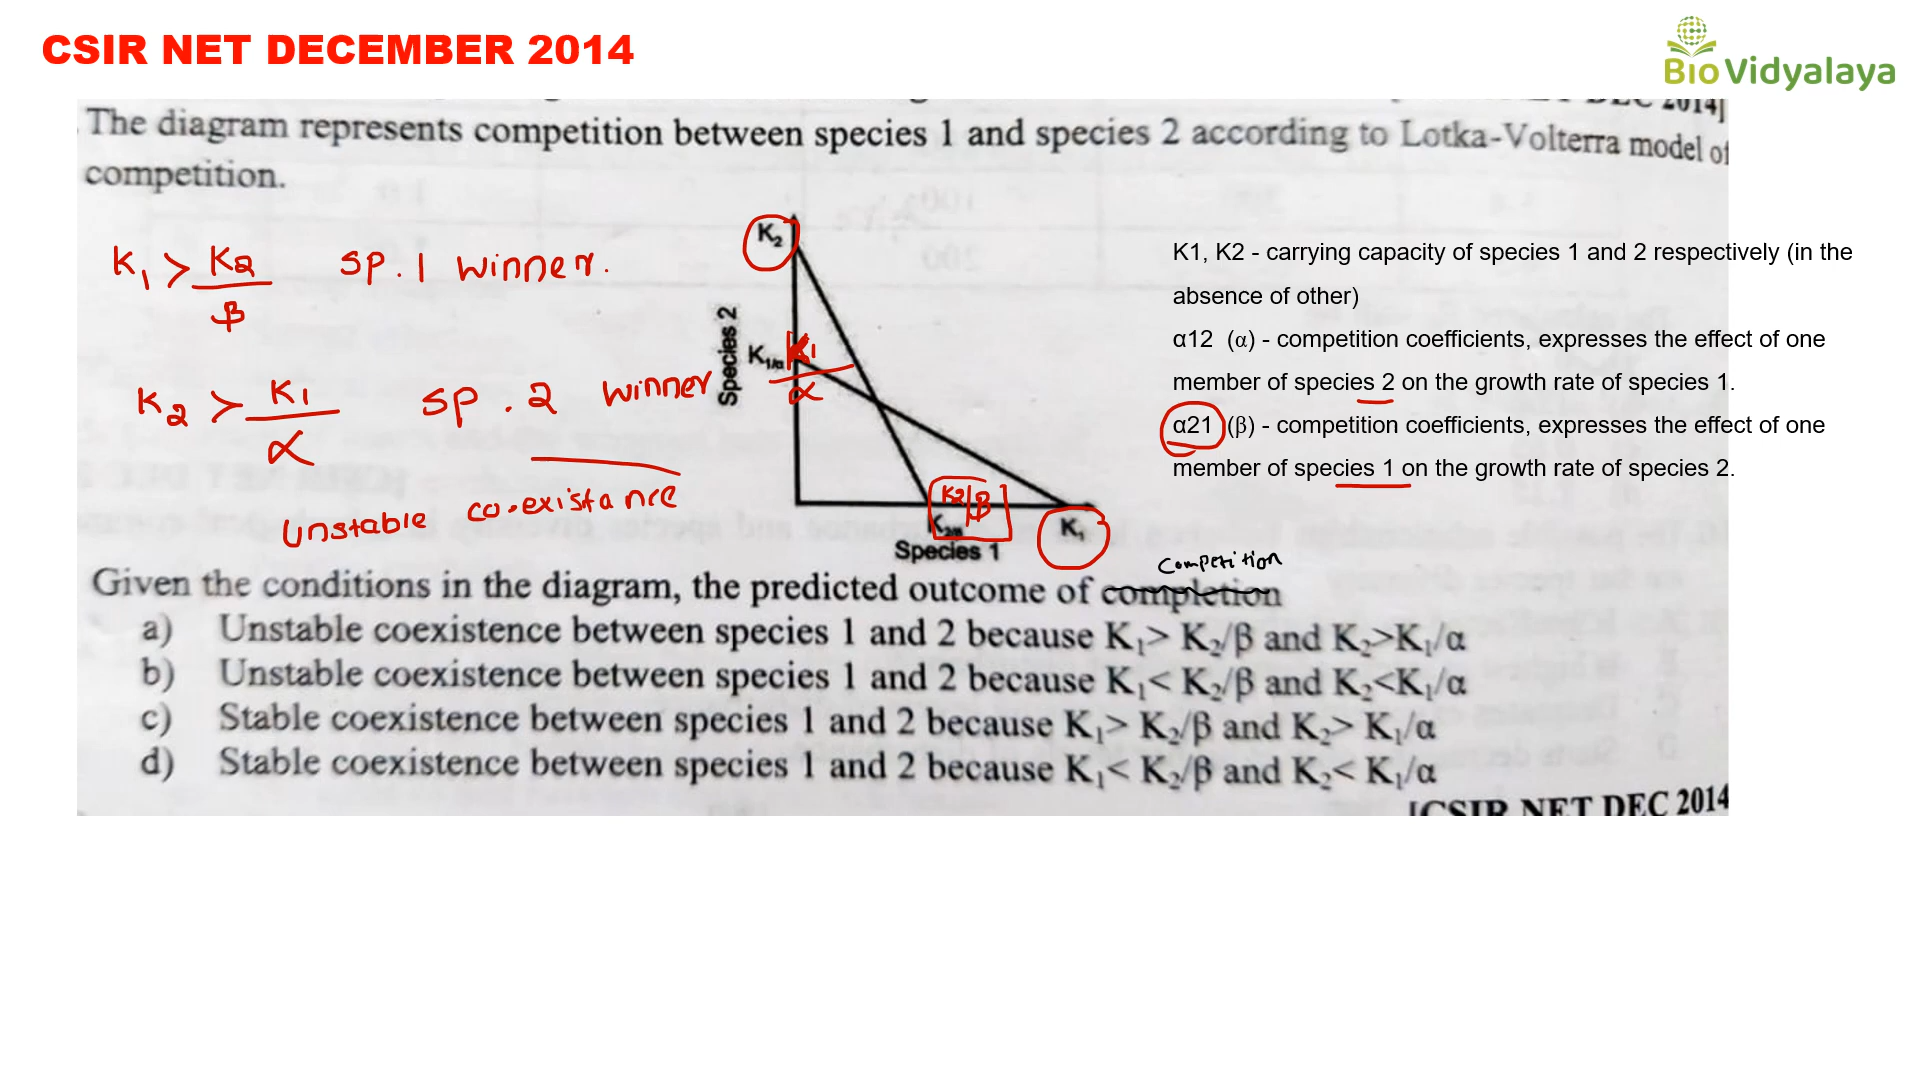 CSIR NET DECEMBER 2014
Bio Vidyalaya
DEC 2014]
The diagram represents competition between species 1 and species 2 according to Lotka-Volterra model of
competition.
K₁ > K₂/β sp. 1 winner.
K₂ > K₁/α sp. 2 winner
Unstable co-existance
K₂
Species 2
K₁/α
K₁/α
K₂/β
K₁
Species 1
K1, K2 - carrying capacity of species 1 and 2 respectively (in the
absence of other)
α12 (α) - competition coefficients, expresses the effect of one
member of species 2 on the growth rate of species 1.
α21 (β) - competition coefficients, expresses the effect of one
member of species 1 on the growth rate of species 2.
competition
Given the conditions in the diagram, the predicted outcome of completion
a) Unstable coexistence between species 1 and 2 because K₁> K₂/β and K₂>K₁/α
b) Unstable coexistence between species 1 and 2 because K₁< K₂/β and K₂<K₁/α
c) Stable coexistence between species 1 and 2 because K₁> K₂/β and K₂> K₁/α
d) Stable coexistence between species 1 and 2 because K₁< K₂/β and K₂< K₁/α
[CSIR NET DEC 2014